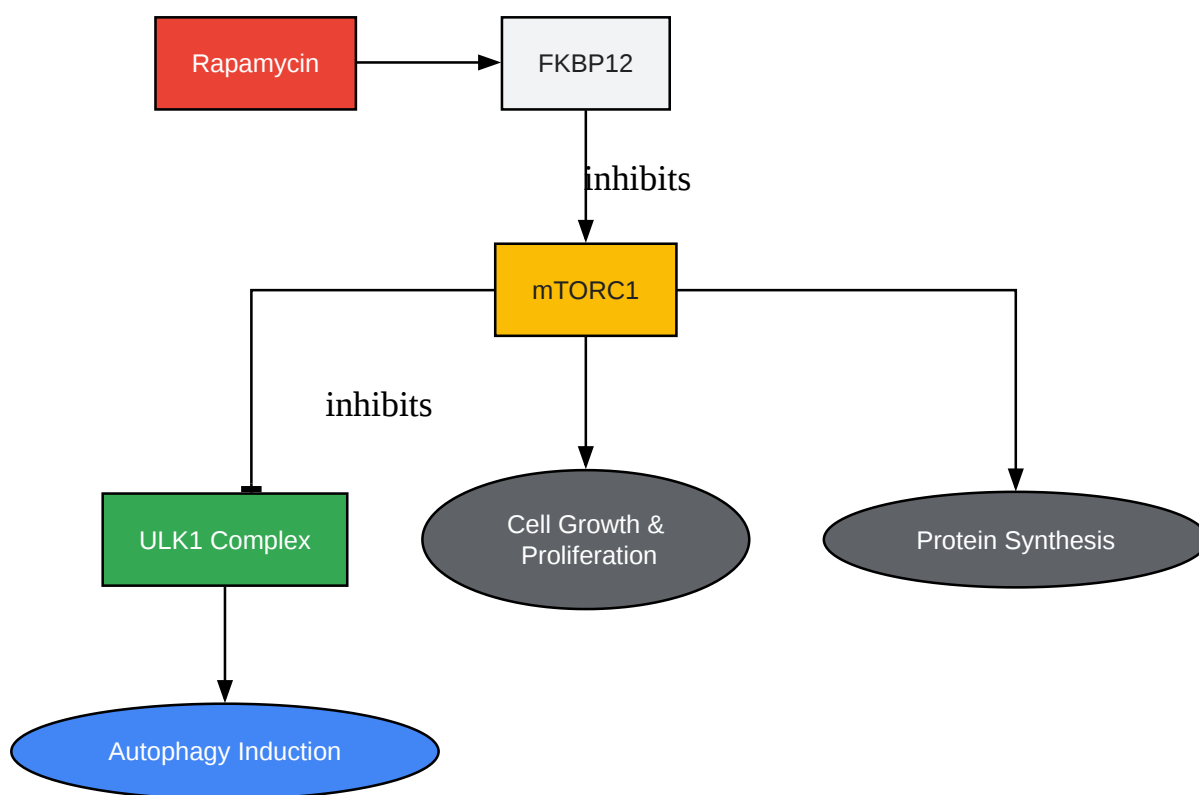 Rapamycin
FKBP12
inhibits
mTORC1
inhibits
ULK1 Complex
Cell Growth &
Proliferation
Protein Synthesis
Autophagy Induction